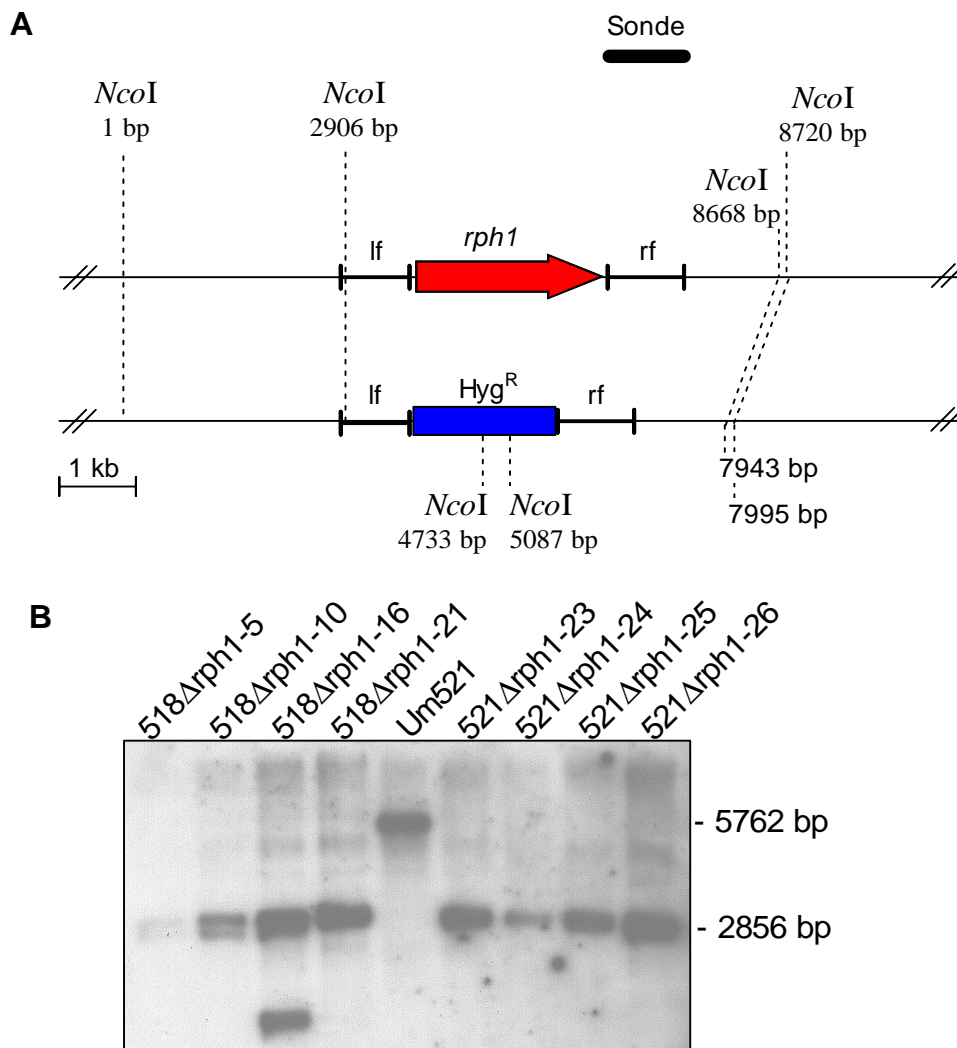 A
Sonde
NcoI
1 bp
NcoI
2906 bp
NcoI
8720 bp
NcoI
8668 bp
lf
rph1
rf
lf
Hyg^R
rf
1 kb
NcoI
4733 bp
NcoI
5087 bp
7943 bp
7995 bp
B
518Δrph1-5
518Δrph1-10
518Δrph1-16
518Δrph1-21
Um521
521Δrph1-23
521Δrph1-24
521Δrph1-25
521Δrph1-26
- 5762 bp
- 2856 bp